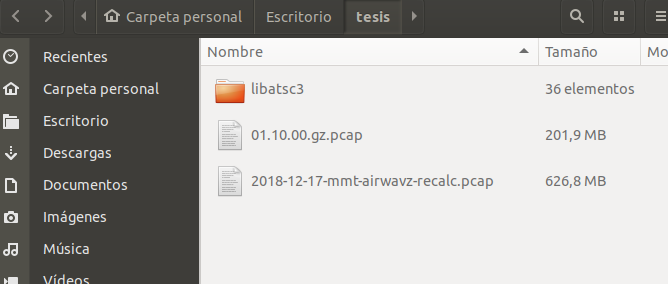 Carpeta personal Escritorio tesis
Nombre Tamaño Mo
Recientes
libatsc3 36 elementos
Carpeta personal
Escritorio
01.10.00.gz.pcap 201,9 MB
Descargas
Documentos
2018-12-17-mmt-airwavz-recalc.pcap 626,8 MB
Imágenes
Música
Vídeos